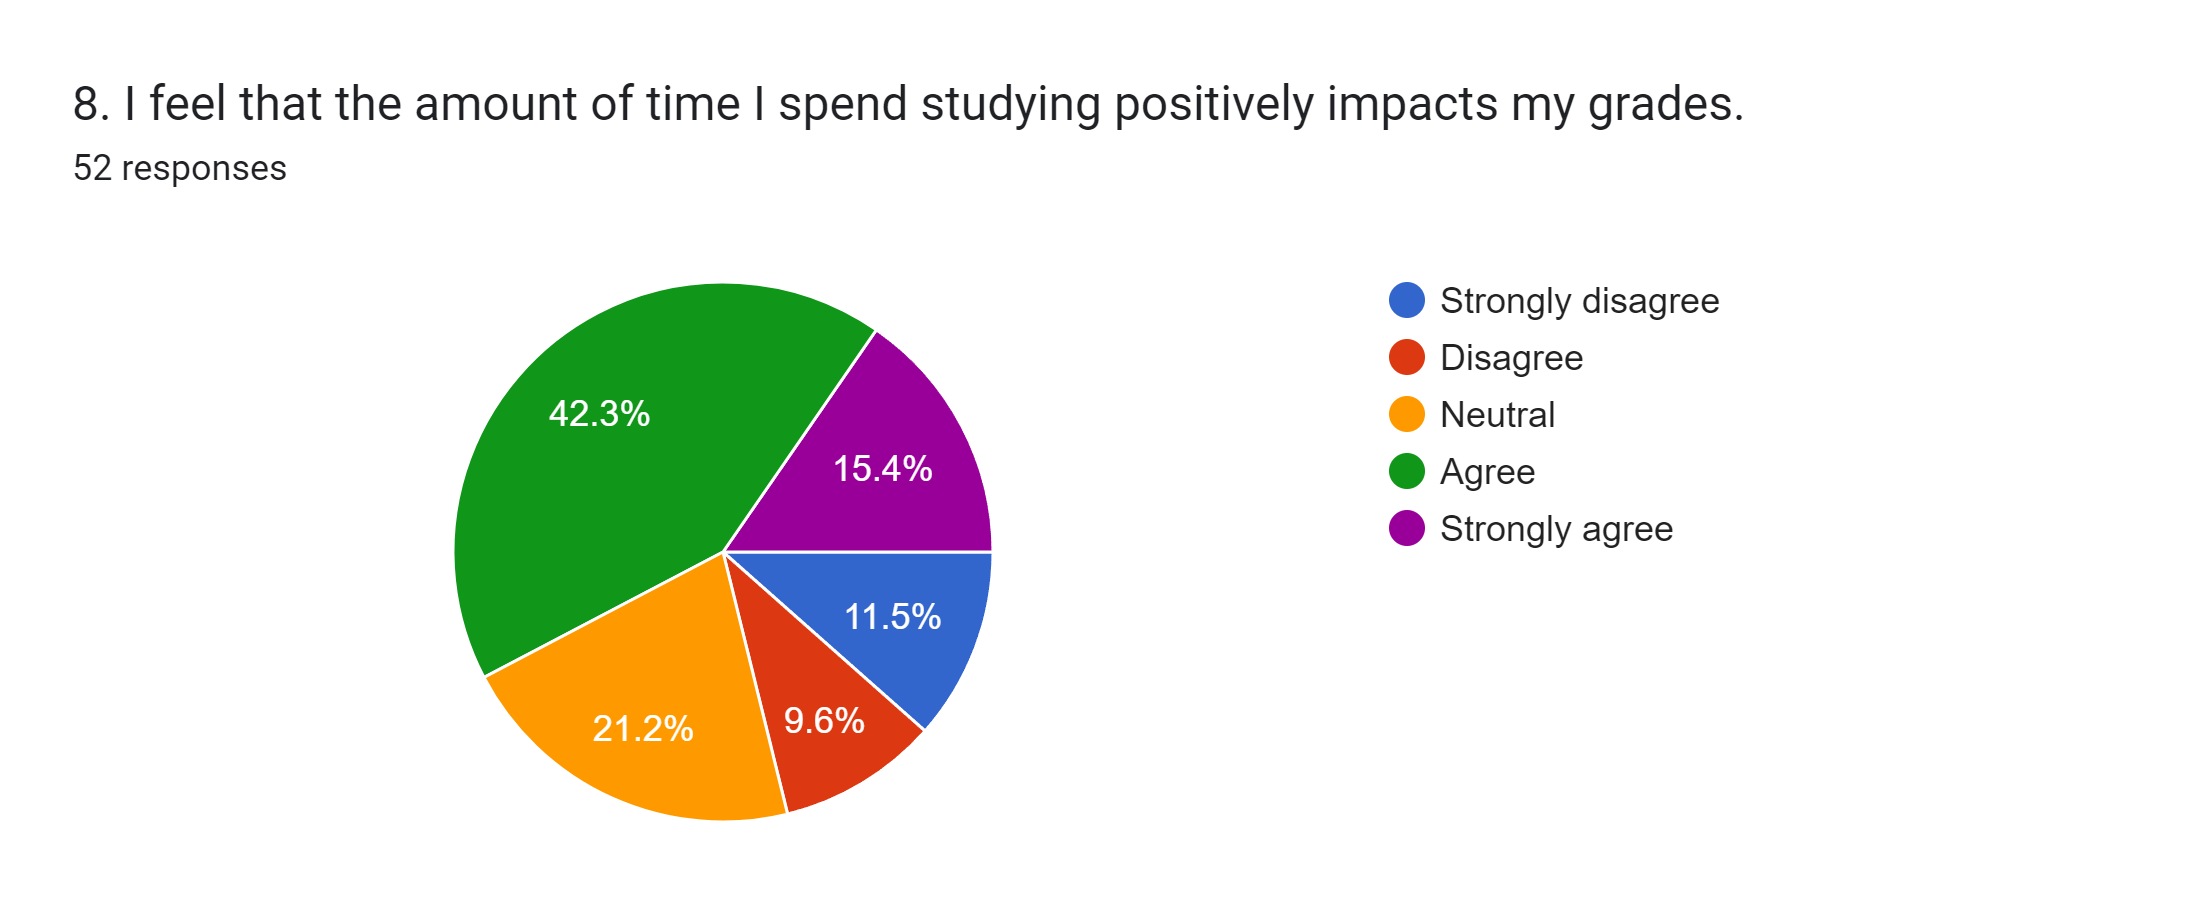 8. I feel that the amount of time I spend studying positively impacts my grades.
52 responses
42.3%
15.4%
11.5%
9.6%
21.2%
Strongly disagree
Disagree
Neutral
Agree
Strongly agree